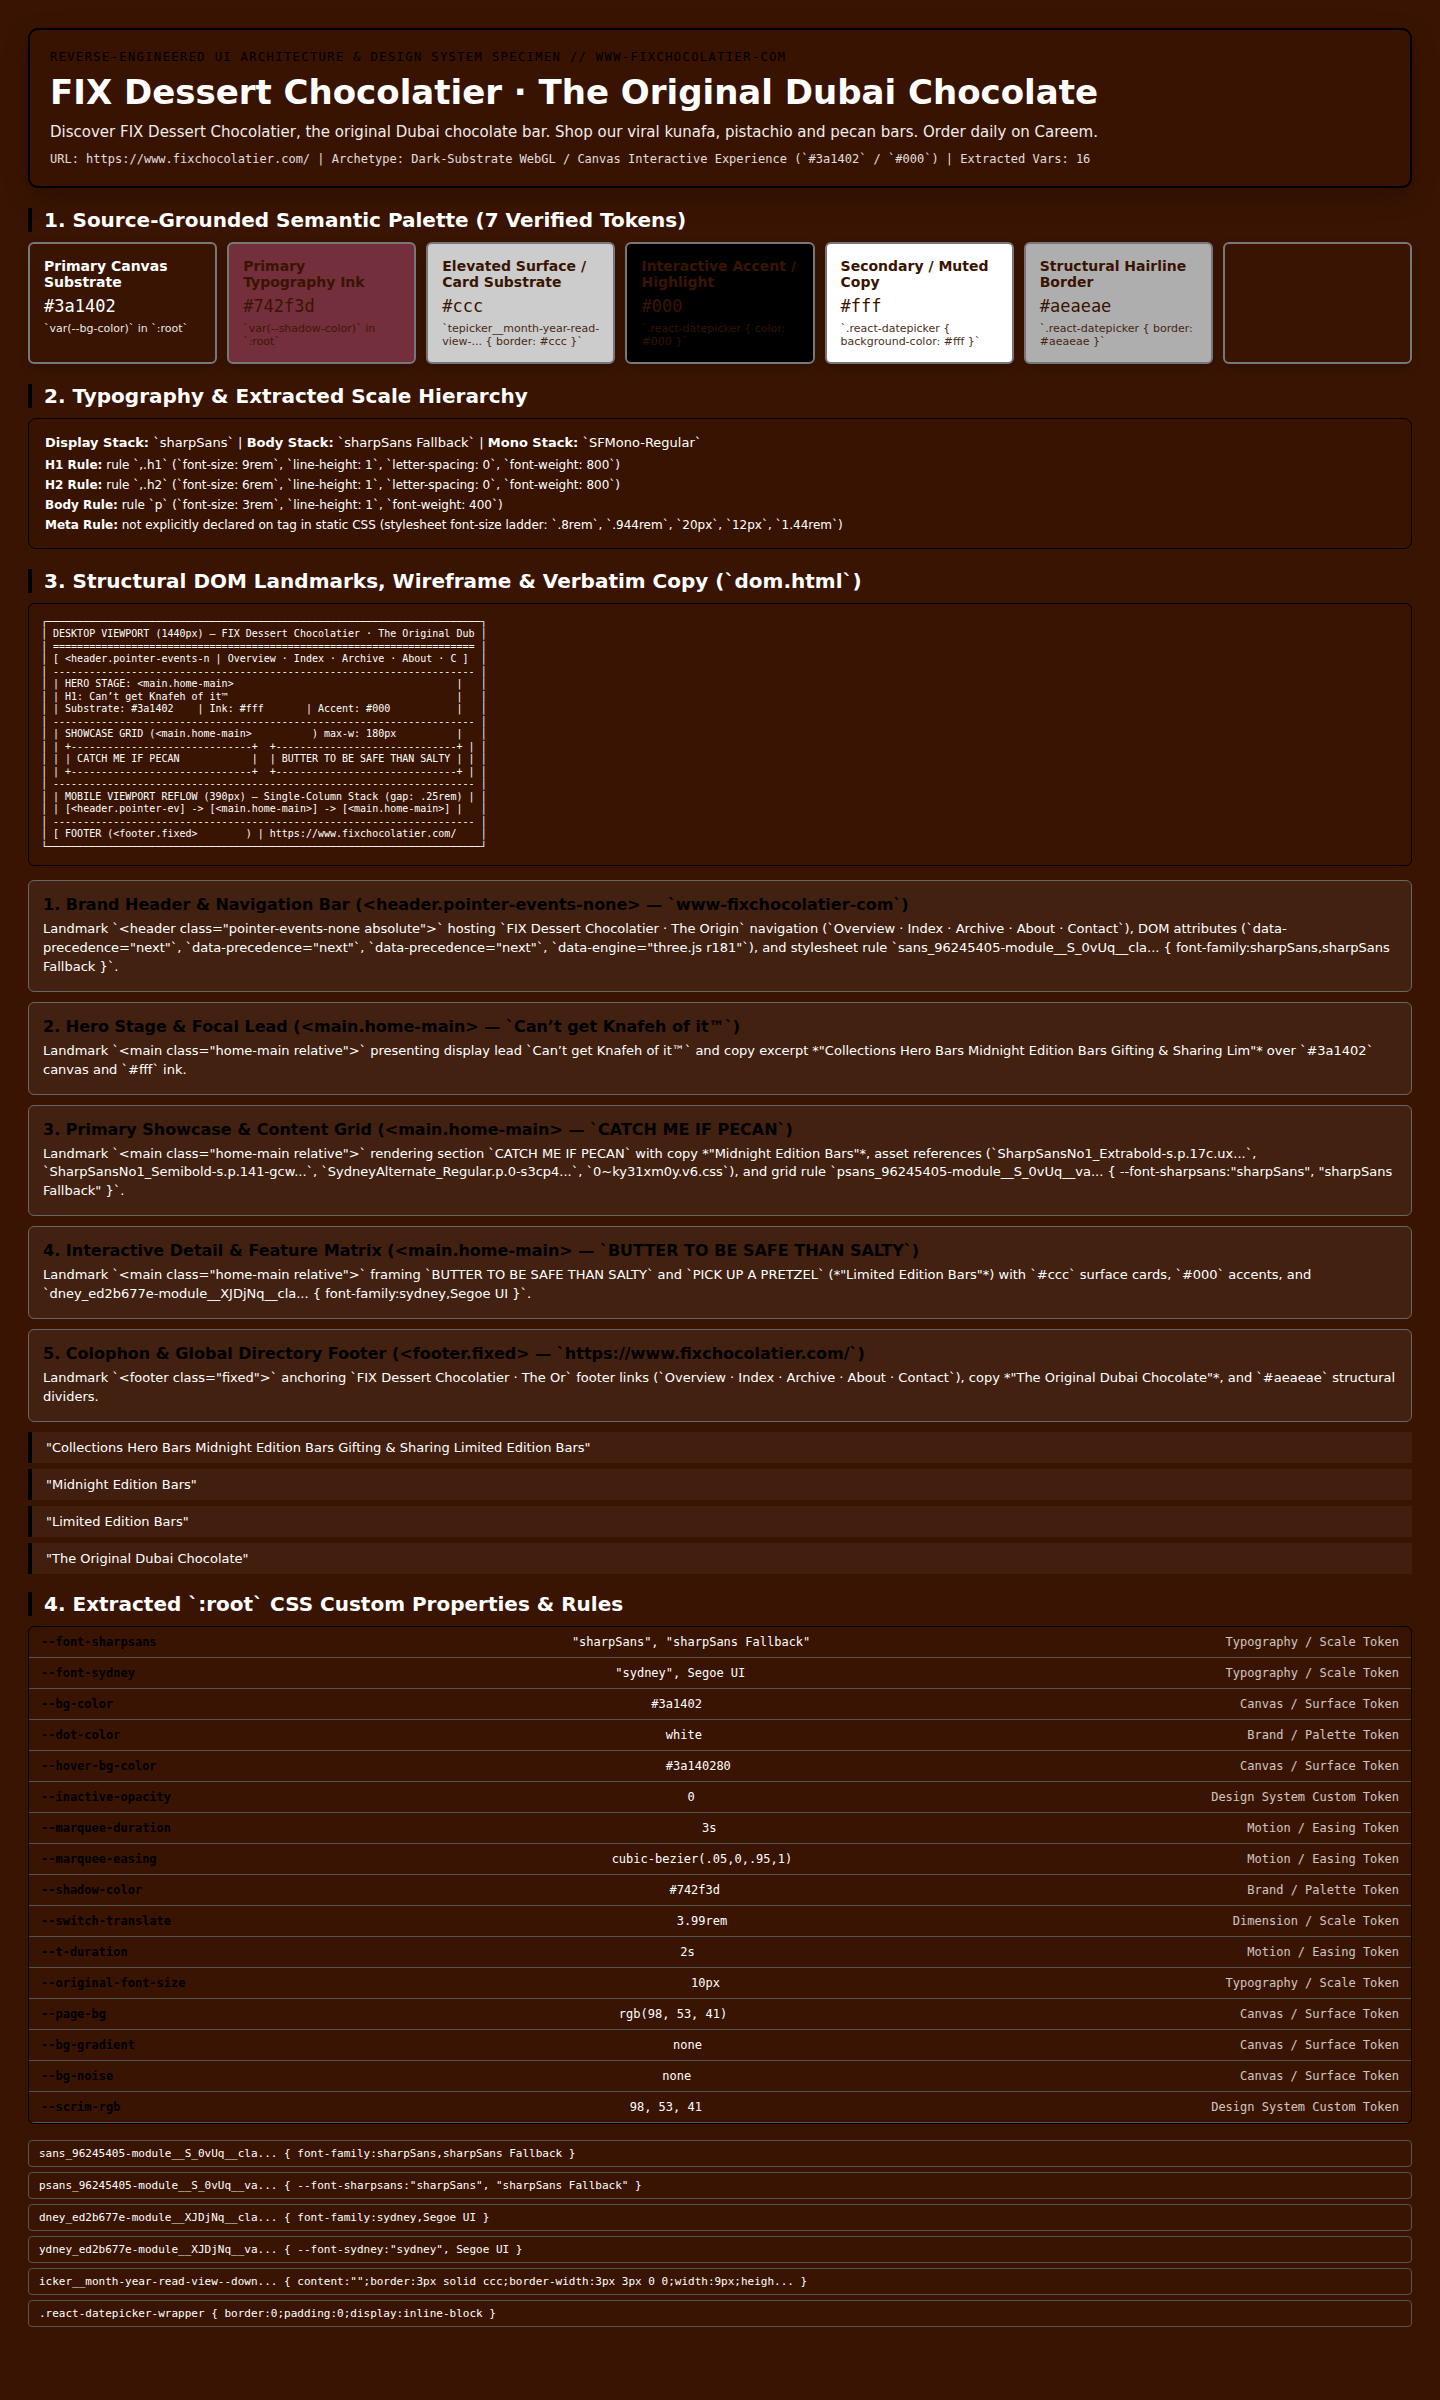 REVERSE-ENGINEERED UI ARCHITECTURE & DESIGN SYSTEM SPECIMEN // WWW-FIXCHOCOLATIER-COM
FIX Dessert Chocolatier · The Original Dubai Chocolate
Discover FIX Dessert Chocolatier, the original Dubai chocolate bar. Shop our viral kunafa, pistachio and pecan bars. Order daily on Careem.
URL: https://www.fixchocolatier.com/ | Archetype: Dark-Substrate WebGL / Canvas Interactive Experience (`#3a1402` / `#000`) | Extracted Vars: 16
1. Source-Grounded Semantic Palette (7 Verified Tokens)
Primary Canvas
Substrate
#3a1402
`var(--bg-color)` in `:root`
Primary
Typography Ink
#742f3d
`var(--shadow-color)` in
`:root`
Elevated Surface /
Card Substrate
#ccc
`tepicker__month-year-read-
view-... { border: #ccc }`
Interactive Accent /
Highlight
#000
`.react-datepicker { color:
#000 }`
Secondary / Muted
Copy
#fff
`.react-datepicker {
background-color: #fff }`
Structural Hairline
Border
#aeaeae
`.react-datepicker { border:
#aeaeae }`
2. Typography & Extracted Scale Hierarchy
Display Stack: `sharpSans` | Body Stack: `sharpSans Fallback` | Mono Stack: `SFMono-Regular`
H1 Rule: rule `,.h1` (`font-size: 9rem`, `line-height: 1`, `letter-spacing: 0`, `font-weight: 800`)
H2 Rule: rule `,.h2` (`font-size: 6rem`, `line-height: 1`, `letter-spacing: 0`, `font-weight: 800`)
Body Rule: rule `p` (`font-size: 3rem`, `line-height: 1`, `font-weight: 400`)
Meta Rule: not explicitly declared on tag in static CSS (stylesheet font-size ladder: `.8rem`, `.944rem`, `20px`, `12px`, `1.44rem`)
3. Structural DOM Landmarks, Wireframe & Verbatim Copy (`dom.html`)
DESKTOP VIEWPORT (1440px) — FIX Dessert Chocolatier · The Original Dub
======================================================================
[ <header.pointer-events-n | Overview · Index · Archive · About · C ]
----------------------------------------------------------------------
| HERO STAGE: <main.home-main> |
| H1: Can’t get Knafeh of it™ |
| Substrate: #3a1402 | Ink: #fff | Accent: #000 |
----------------------------------------------------------------------
| SHOWCASE GRID (<main.home-main> ) max-w: 180px |
| +------------------------------+ +------------------------------+ |
| | CATCH ME IF PECAN | | BUTTER TO BE SAFE THAN SALTY | |
| +------------------------------+ +------------------------------+ |
----------------------------------------------------------------------
| MOBILE VIEWPORT REFLOW (390px) — Single-Column Stack (gap: .25rem) |
| [<header.pointer-ev] -> [<main.home-main>] -> [<main.home-main>] |
----------------------------------------------------------------------
[ FOOTER (<footer.fixed> ) | https://www.fixchocolatier.com/
1. Brand Header & Navigation Bar (<header.pointer-events-none> — `www-fixchocolatier-com`)
Landmark `<header class="pointer-events-none absolute">` hosting `FIX Dessert Chocolatier · The Origin` navigation (`Overview · Index · Archive · About · Contact`), DOM attributes (`data-
precedence="next"`, `data-precedence="next"`, `data-precedence="next"`, `data-engine="three.js r181"`), and stylesheet rule `sans_96245405-module__S_0vUq__cla... { font-family:sharpSans,sharpSans
Fallback }`.
2. Hero Stage & Focal Lead (<main.home-main> — `Can’t get Knafeh of it™`)
Landmark `<main class="home-main relative">` presenting display lead `Can’t get Knafeh of it™` and copy excerpt *"Collections Hero Bars Midnight Edition Bars Gifting & Sharing Lim"* over `#3a1402`
canvas and `#fff` ink.
3. Primary Showcase & Content Grid (<main.home-main> — `CATCH ME IF PECAN`)
Landmark `<main class="home-main relative">` rendering section `CATCH ME IF PECAN` with copy *"Midnight Edition Bars"*, asset references (`SharpSansNo1_Extrabold-s.p.17c.ux...`,
`SharpSansNo1_Semibold-s.p.141-gcw...`, `SydneyAlternate_Regular.p.0-s3cp4...`, `0~ky31xm0y.v6.css`), and grid rule `psans_96245405-module__S_0vUq__va... { --font-sharpsans:"sharpSans", "sharpSans
Fallback" }`.
4. Interactive Detail & Feature Matrix (<main.home-main> — `BUTTER TO BE SAFE THAN SALTY`)
Landmark `<main class="home-main relative">` framing `BUTTER TO BE SAFE THAN SALTY` and `PICK UP A PRETZEL` (*"Limited Edition Bars"*) with `#ccc` surface cards, `#000` accents, and
`dney_ed2b677e-module__XJDjNq__cla... { font-family:sydney,Segoe UI }`.
5. Colophon & Global Directory Footer (<footer.fixed> — `https://www.fixchocolatier.com/`)
Landmark `<footer class="fixed">` anchoring `FIX Dessert Chocolatier · The Or` footer links (`Overview · Index · Archive · About · Contact`), copy *"The Original Dubai Chocolate"*, and `#aeaeae` structural
dividers.
"Collections Hero Bars Midnight Edition Bars Gifting & Sharing Limited Edition Bars"
"Midnight Edition Bars"
"Limited Edition Bars"
"The Original Dubai Chocolate"
4. Extracted `:root` CSS Custom Properties & Rules
--font-sharpsans "sharpSans", "sharpSans Fallback" Typography / Scale Token
--font-sydney "sydney", Segoe UI Typography / Scale Token
--bg-color #3a1402 Canvas / Surface Token
--dot-color white Brand / Palette Token
--hover-bg-color #3a140280 Canvas / Surface Token
--inactive-opacity 0 Design System Custom Token
--marquee-duration 3s Motion / Easing Token
--marquee-easing cubic-bezier(.05,0,.95,1) Motion / Easing Token
--shadow-color #742f3d Brand / Palette Token
--switch-translate 3.99rem Dimension / Scale Token
--t-duration 2s Motion / Easing Token
--original-font-size 10px Typography / Scale Token
--page-bg rgb(98, 53, 41) Canvas / Surface Token
--bg-gradient none Canvas / Surface Token
--bg-noise none Canvas / Surface Token
--scrim-rgb 98, 53, 41 Design System Custom Token
sans_96245405-module__S_0vUq__cla... { font-family:sharpSans,sharpSans Fallback }
psans_96245405-module__S_0vUq__va... { --font-sharpsans:"sharpSans", "sharpSans Fallback" }
dney_ed2b677e-module__XJDjNq__cla... { font-family:sydney,Segoe UI }
ydney_ed2b677e-module__XJDjNq__va... { --font-sydney:"sydney", Segoe UI }
icker__month-year-read-view--down... { content:"";border:3px solid ccc;border-width:3px 3px 0 0;width:9px;heigh... }
.react-datepicker-wrapper { border:0;padding:0;display:inline-block }